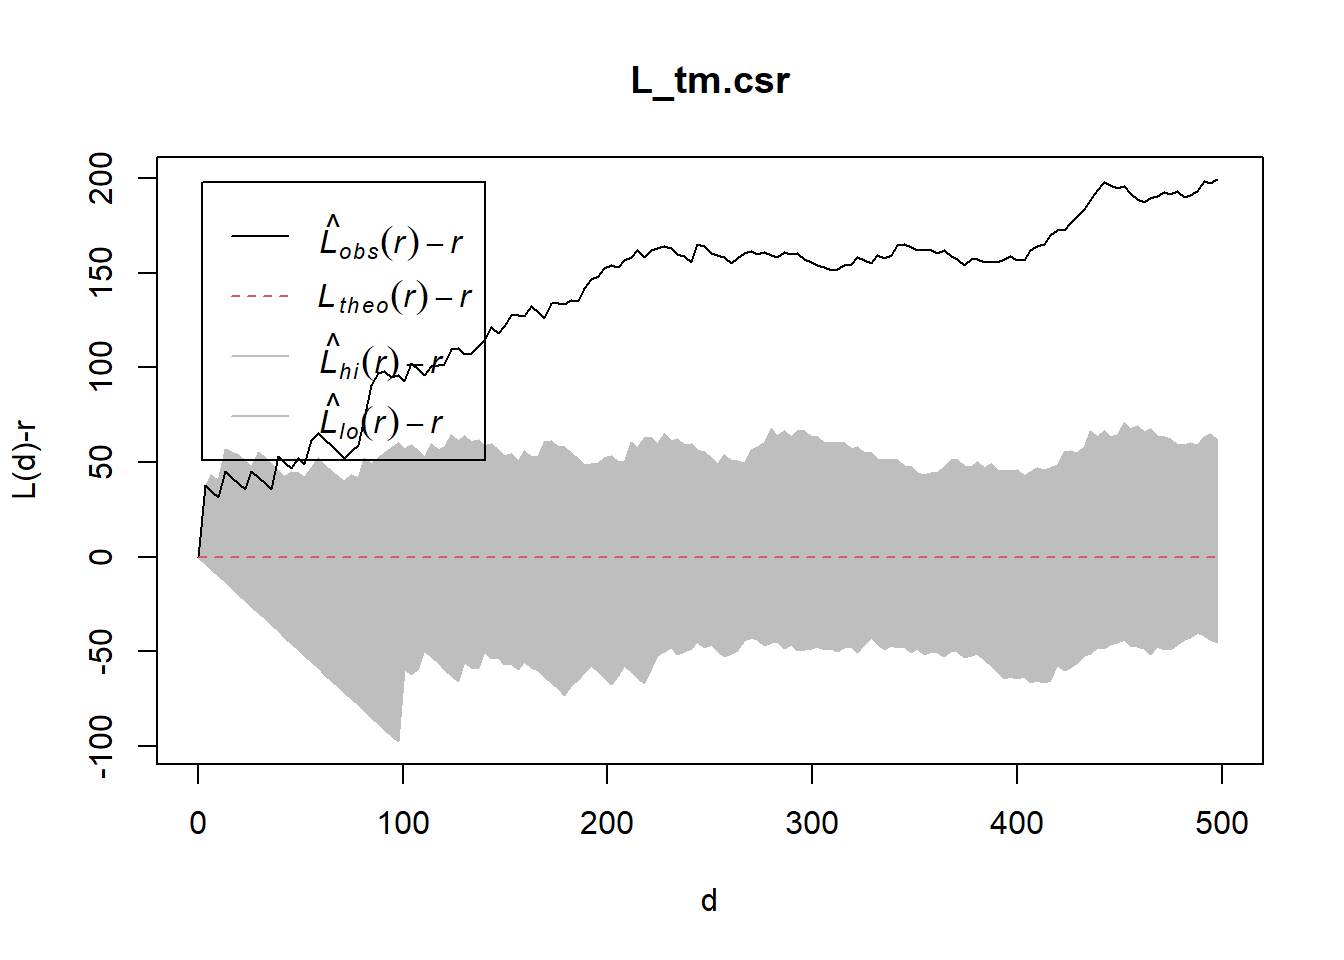 L_tm.csr
L(d)-r
200
150
100
50
0
-50
-100
L̂obs(r) − r
Ltheo(r) − r
L̂hi(r) − r
L̂lo(r) − r
0 100 200 300 400 500
d